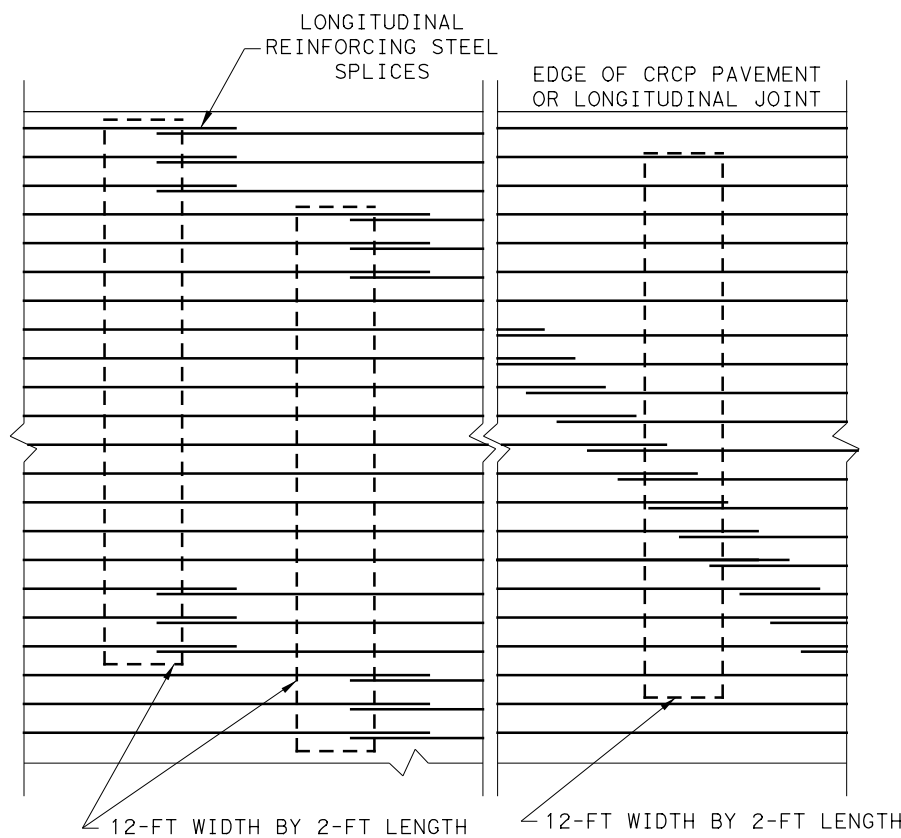 LONGITUDINAL
REINFORCING STEEL
SPLICES
EDGE OF CRCP PAVEMENT
OR LONGITUDINAL JOINT
12-FT WIDTH BY 2-FT LENGTH
12-FT WIDTH BY 2-FT LENGTH